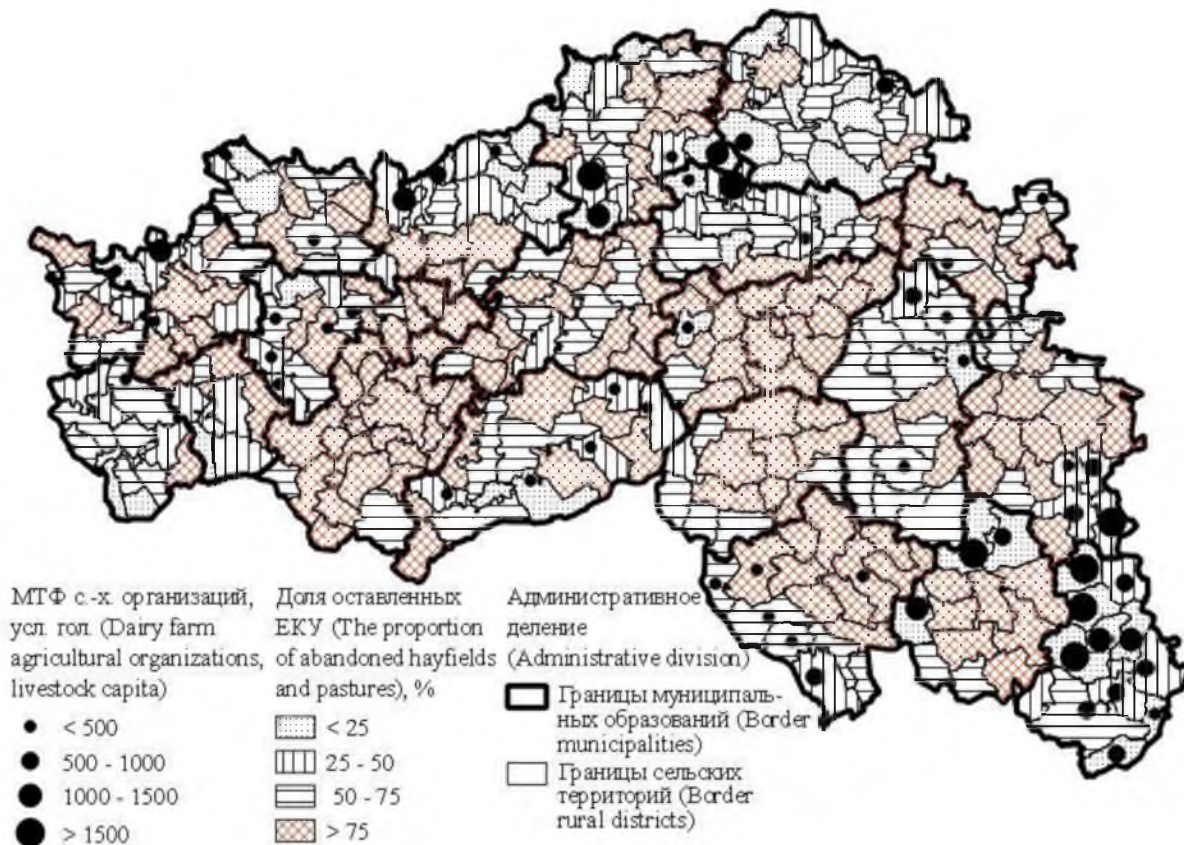 МТФ с.-х. организаций,
усл. гол. (Dairy farm
agricultural organizations,
livestock capita)
< 500
500 - 1000
1000 - 1500
> 1500
Доля оставленных
ЕКУ (The proportion
of abandoned hayfields
and pastures), %
< 25
25 - 50
50 - 75
> 75
Административное
деление
(Administrative division)
Границы муниципаль-
ных образований (Border
municipalities)
Границы сельских
территорий (Border
rural districts)